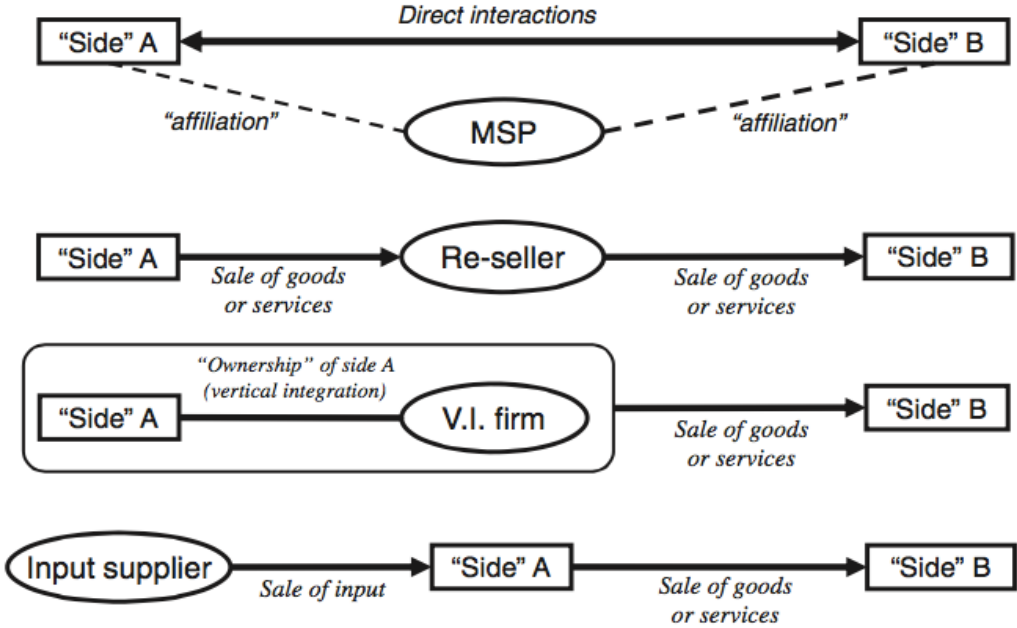 Direct interactions
“Side” A
“Side” B
“affiliation”
MSP
“affiliation”
“Side” A
Re-seller
“Side” B
Sale of goods
or services
Sale of goods
or services
“Ownership” of side A
(vertical integration)
“Side” A
V.I. firm
“Side” B
Sale of goods
or services
Input supplier
“Side” A
“Side” B
Sale of input
Sale of goods
or services